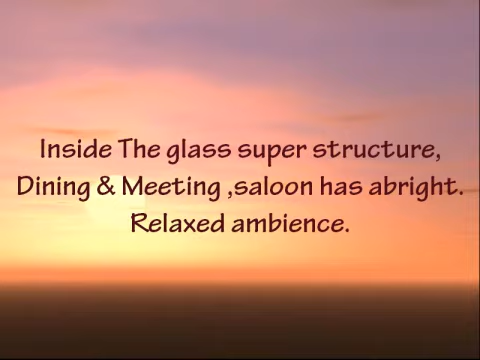 Inside The glass super structure,
Dining & Meeting ,saloon has abright.
Relaxed ambience.